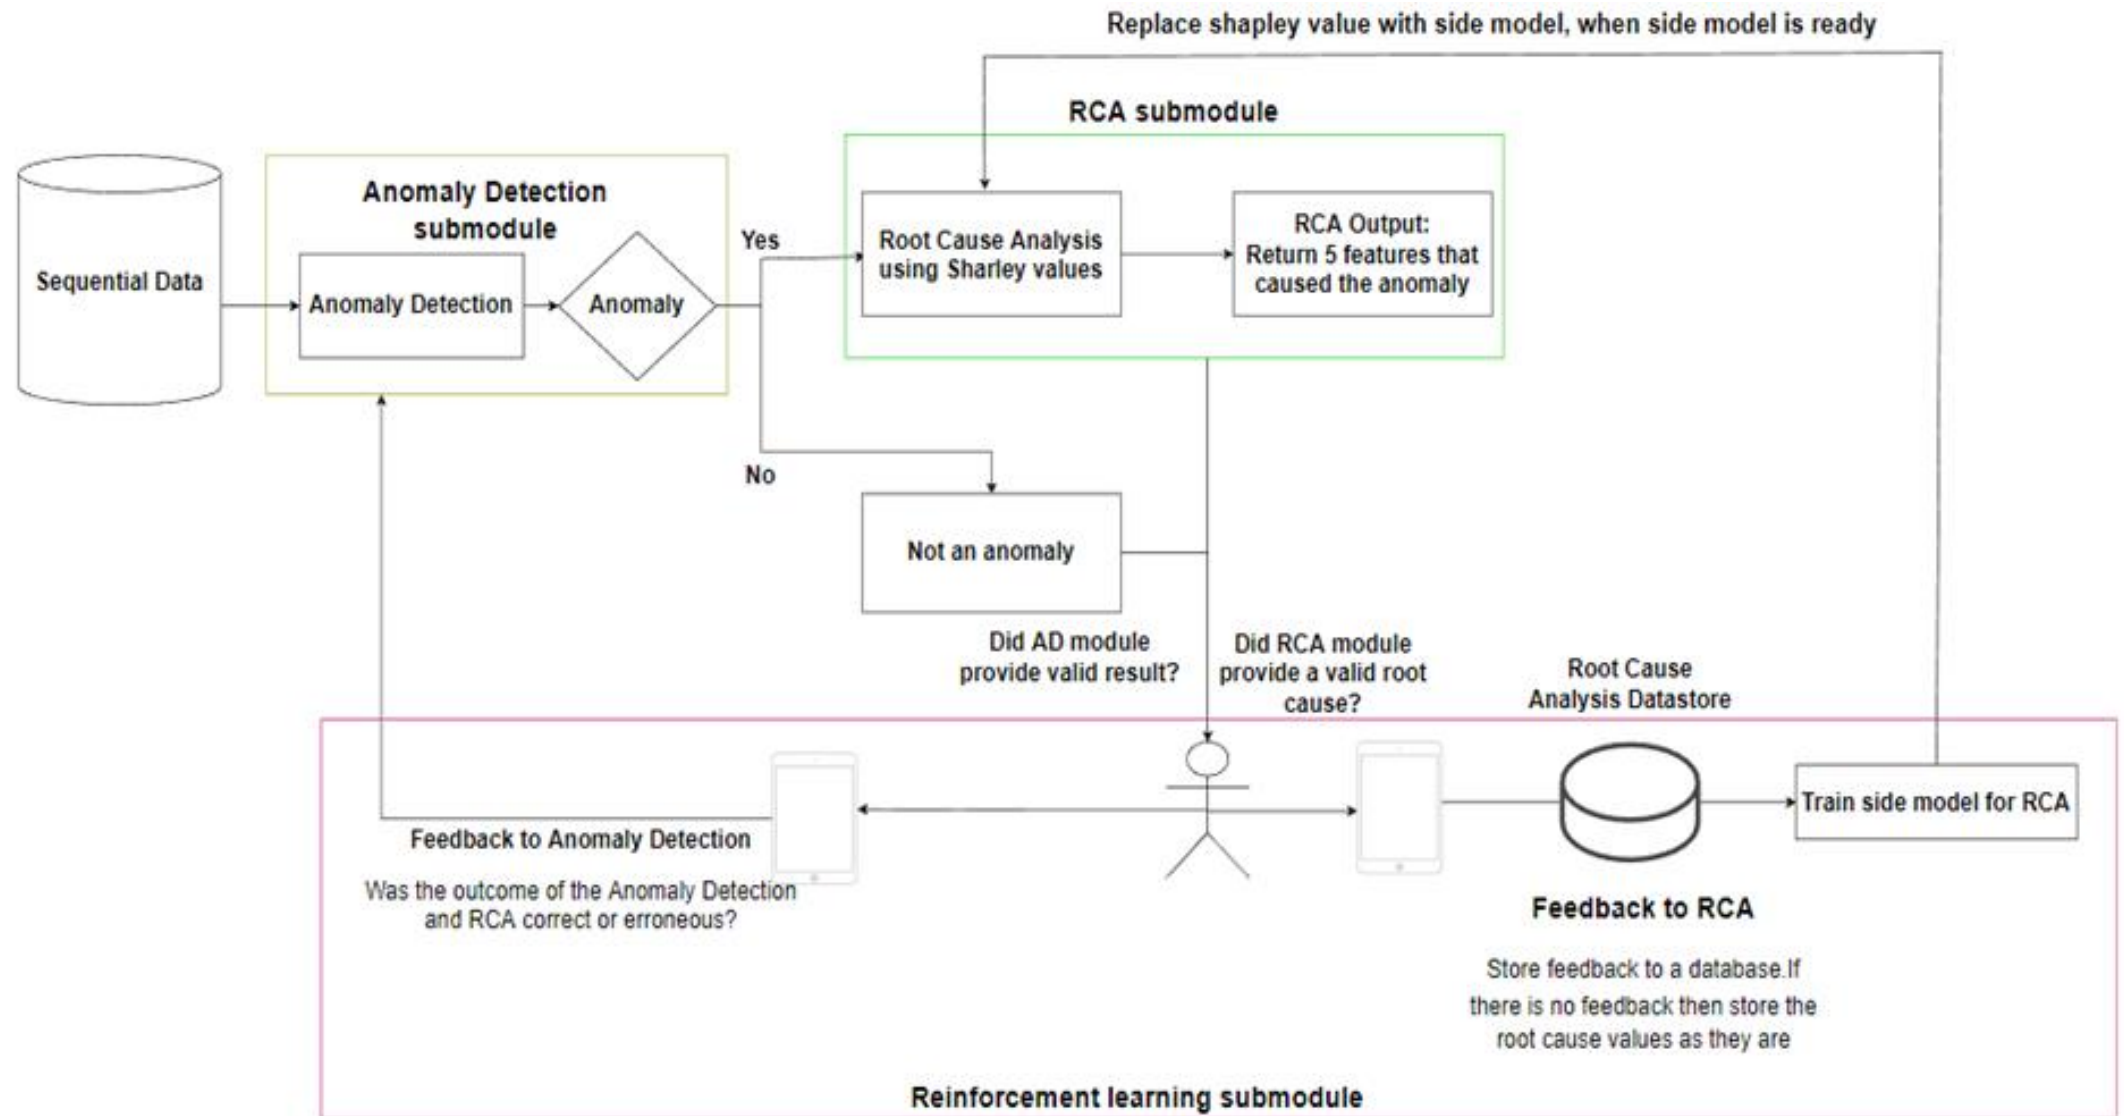 Replace shapley value with side model, when side model is ready
RCA submodule
Anomaly Detection
submodule
Sequential Data
Anomaly Detection
Anomaly
Yes
Root Cause Analysis
using Sharley values
RCA Output:
Return 5 features that
caused the anomaly
No
Not an anomaly
Did AD module
provide valid result?
Did RCA module
provide a valid root
cause?
Root Cause
Analysis Datastore
Train side model for RCA
Feedback to Anomaly Detection
Was the outcome of the Anomaly Detection
and RCA correct or erroneous?
Feedback to RCA
Store feedback to a database.If
there is no feedback then store the
root cause values as they are
Reinforcement learning submodule